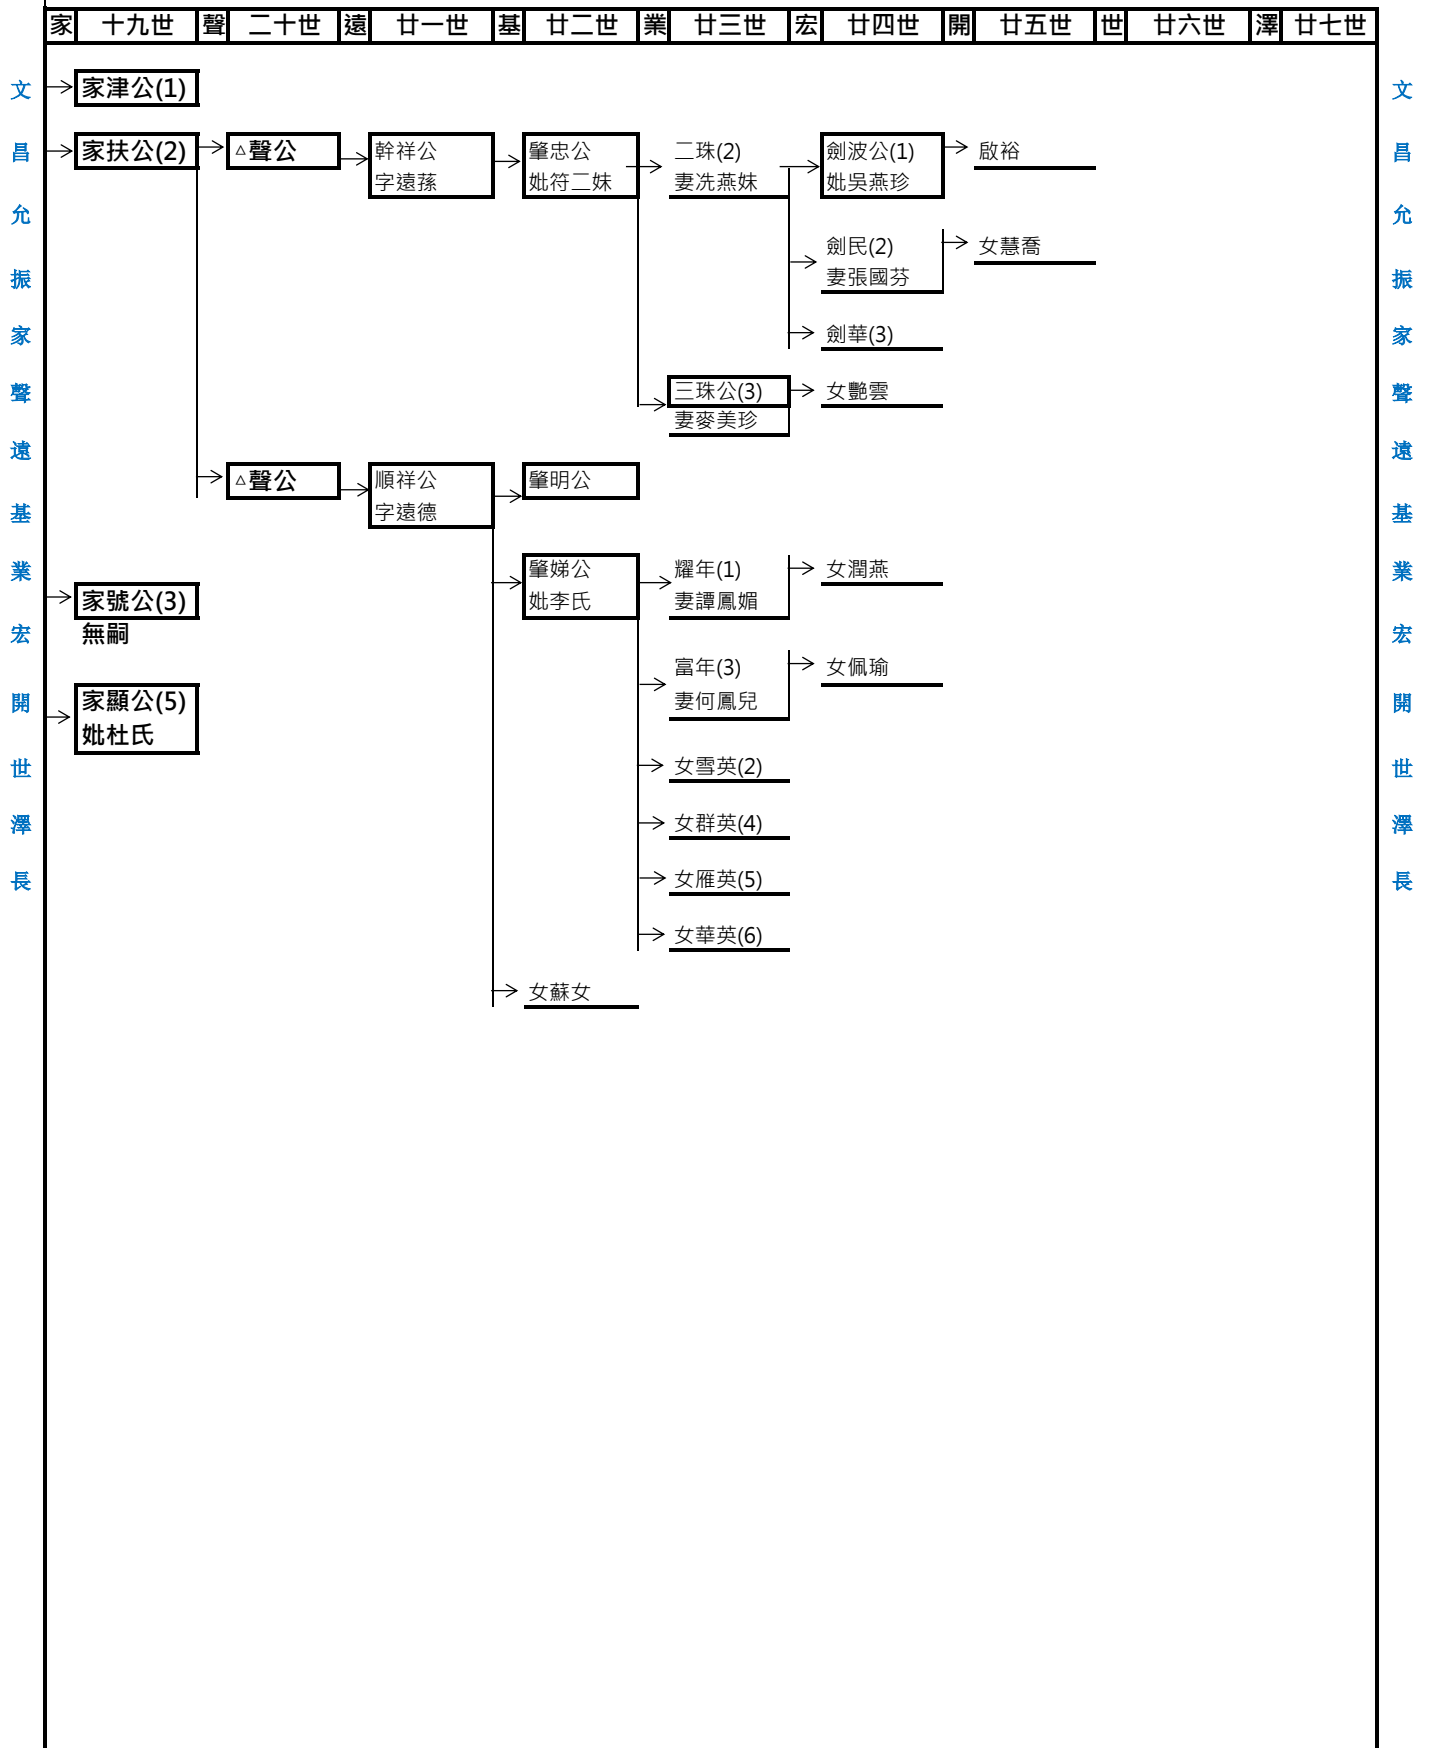 家 十九世 聲 二十世 遠 廿一世 基 廿二世 業 廿三世 宏 廿四世 開 廿五世 世 廿六世 澤 廿七世
文 家津公(1) 文
昌 家扶公(2) △聲公 幹祥公 肇忠公 二珠(2) 劍波公(1) 啟裕 昌
字遠蓀 妣符二妹 妻冼燕妹 妣吳燕珍
允 允
劍民(2) 女慧喬
振 妻張國芬 振
家 劍華(3) 家
聲 三珠公(3) 女艷雲 聲
妻麥美珍
遠 遠
△聲公 順祥公 肇明公
基 字遠德 基
業 肇娣公 耀年(1) 女潤燕 業
家號公(3) 妣李氏 妻譚鳳媚
宏 無嗣 宏
富年(3) 女佩瑜
開 家顯公(5) 妻何鳳兒 開
妣杜氏
世 女雪英(2) 世
澤 女群英(4) 澤
長 女雁英(5) 長
女華英(6)
女蘇女